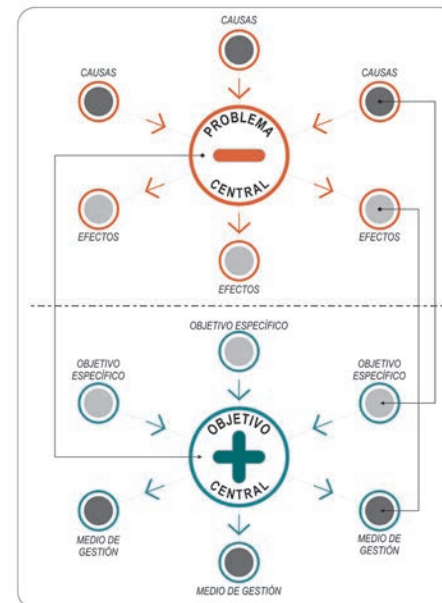 CAUSAS
CAUSAS
CAUSAS
PROBLEMA
CENTRAL
EFECTOS
EFECTOS
EFECTOS
OBJETIVO ESPECÍFICO
OBJETIVO
ESPECÍFICO
OBJETIVO
ESPECÍFICO
OBJETIVO
CENTRAL
MEDIO DE
GESTIÓN
MEDIO DE
GESTIÓN
MEDIO DE GESTIÓN